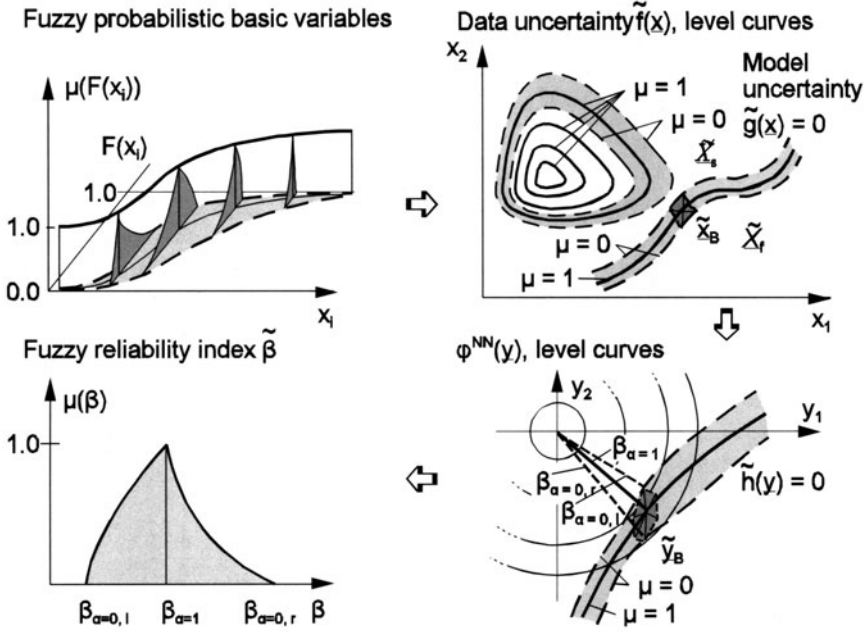 Fuzzy probabilistic basic variables
μ(F(xᵢ))
F(xᵢ)
1.0
1.0
0.0
xᵢ
Data uncertainty f̃(x̲), level curves
x₂
Model
uncertainty
g̃(x̲) = 0
μ = 1
μ = 0
X̲̃ₛ
x̲̃_B
X̲̃_f
μ = 0
μ = 1
x₁
Fuzzy reliability index β̃
μ(β)
1.0
β_α=0, l
β_α=1
β_α=0, r
β
φᴺᴺ(y̲), level curves
y₂
y₁
β_α=1
β_α=0, r
β_α=0, l
h̃(y̲) = 0
ỹ̲_B
μ = 0
μ = 1